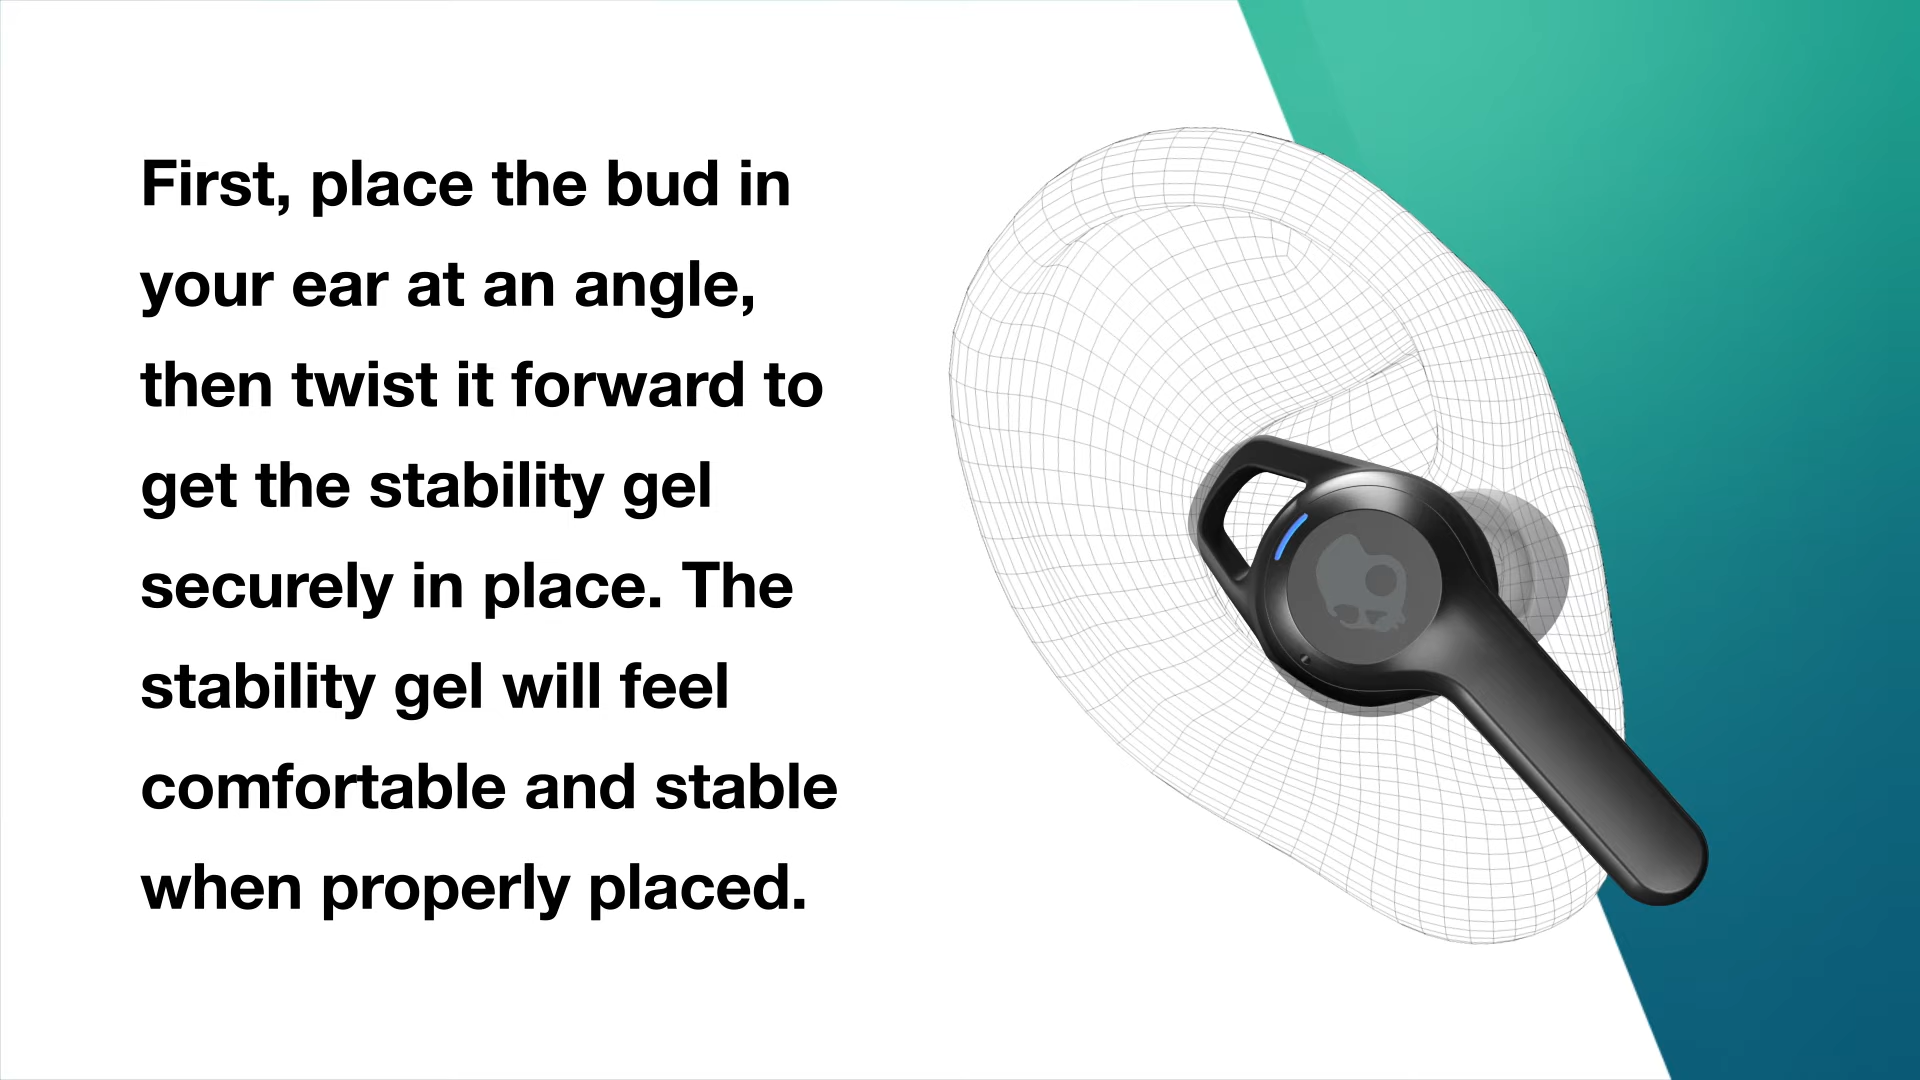 First, place the bud in
your ear at an angle,
then twist it forward to
get the stability gel
securely in place. The
stability gel will feel
comfortable and stable
when properly placed.